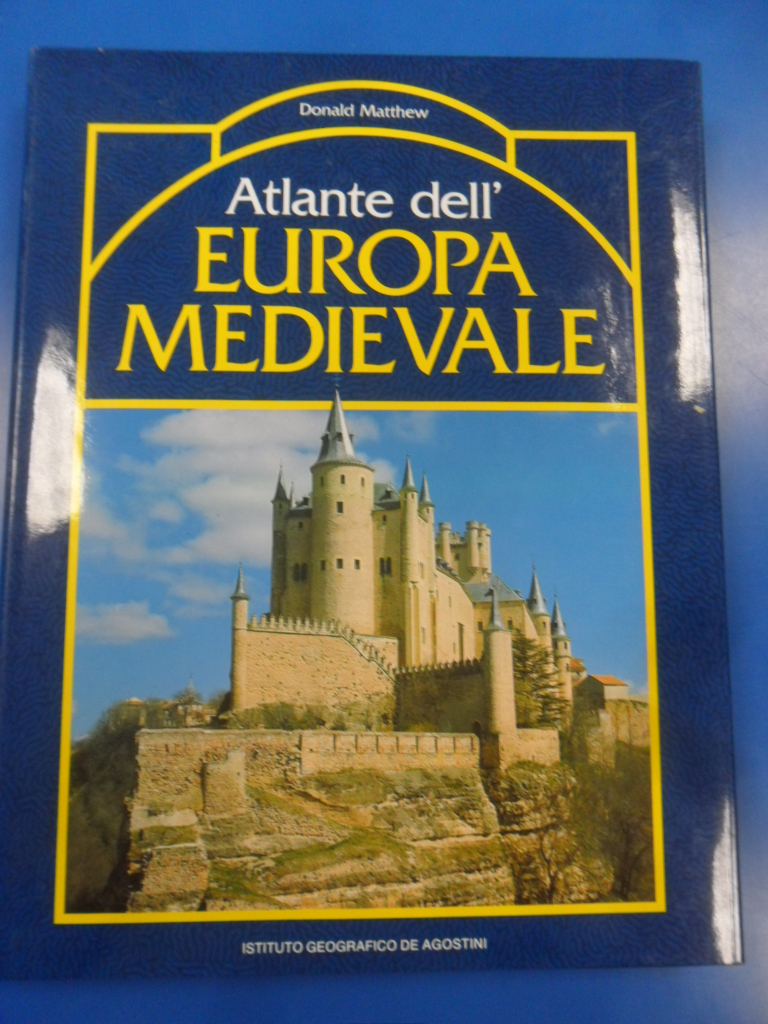 Donald Matthew
Atlante dell'
EUROPA
MEDIEVALE
ISTITUTO GEOGRAFICO DE AGOSTINI